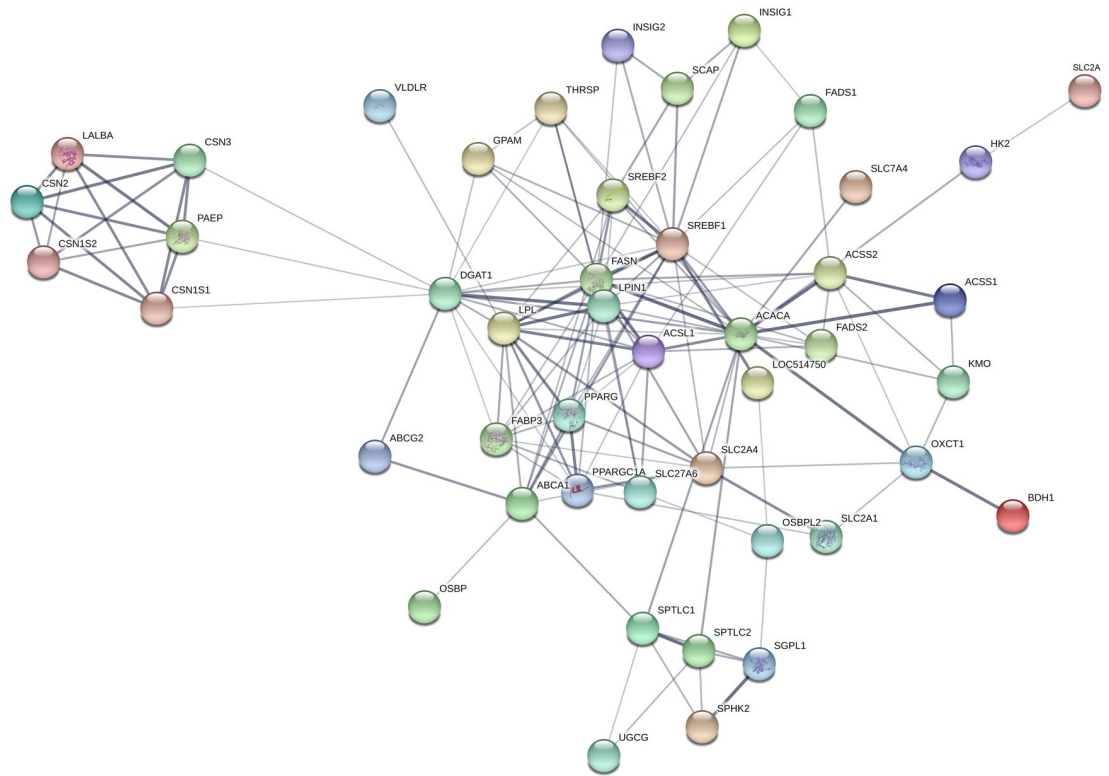 INSIG1
INSIG2
SCAP
SLC2A
VLDLR
THRSP
FADS1
LALBA
CSN3
GPAM
HK2
SLC7A4
CSN2
SREBF2
PAEP
SREBF1
CSN1S2
FASN
ACSS2
DGAT1
ACSS1
CSN1S1
LPIN1
LPL
ACACA
FADS2
ACSL1
LOC514750
KMO
PPARG
FABP3
ABCG2
SLC2A4
OXCT1
PPARGC1A
SLC27A6
ABCA1
BDH1
OSBPL2
SLC2A1
OSBP
SPTLC1
SPTLC2
SGPL1
SPHK2
UGCG